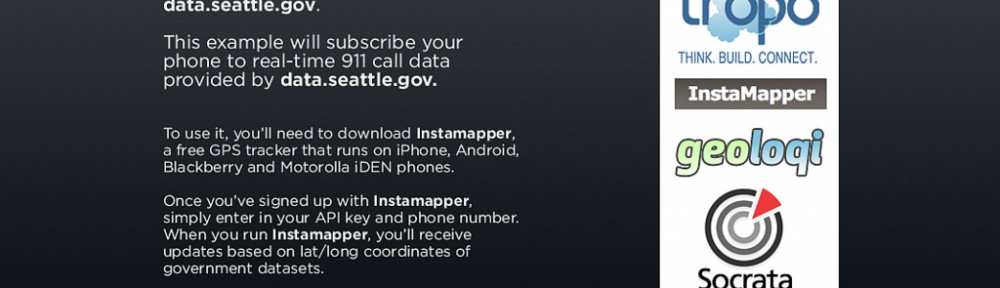 data.seattle.gov.
This example will subscribe your
phone to real-time 911 call data
provided by data.seattle.gov.
To use it, you'll need to download Instamapper,
a free GPS tracker that runs on iPhone, Android,
Blackberry and Motorolla iDEN phones.
Once you've signed up with Instamapper,
simply enter in your API key and phone number.
When you run Instamapper, you'll receive
updates based on lat/long coordinates of
government datasets.
tropo
THINK. BUILD. CONNECT.
InstaMapper
geoloqi
Socrata